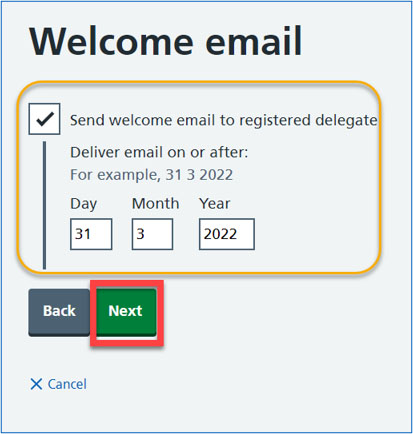 Welcome email
Send welcome email to registered delegate
Deliver email on or after:
For example, 31 3 2022
Day Month Year
31 3 2022
Back Next
Cancel